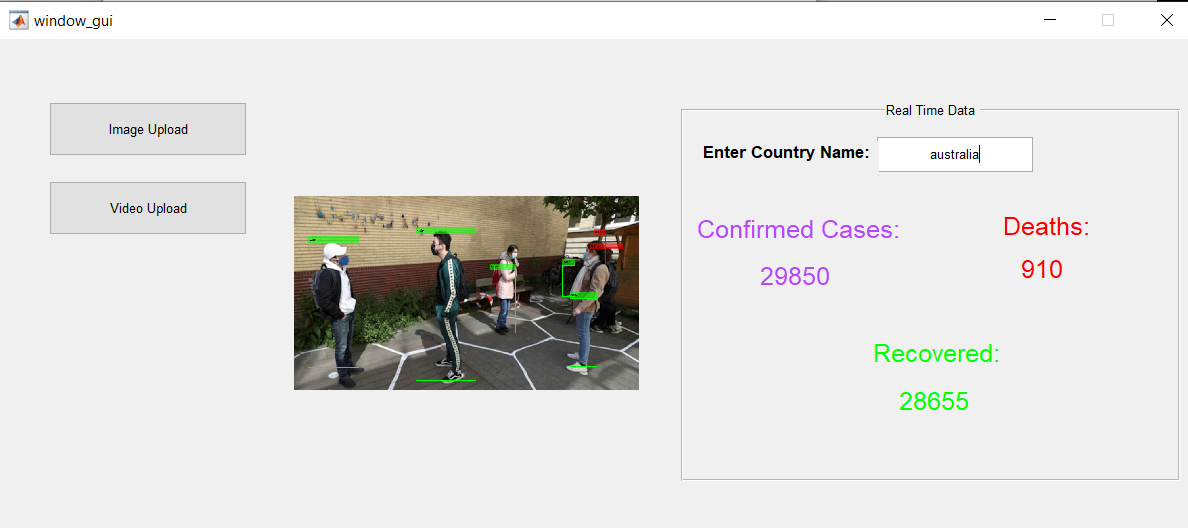 window_gui
Image Upload
Video Upload
Real Time Data
Enter Country Name:
australia
Confirmed Cases:
29850
Deaths:
910
Recovered:
28655